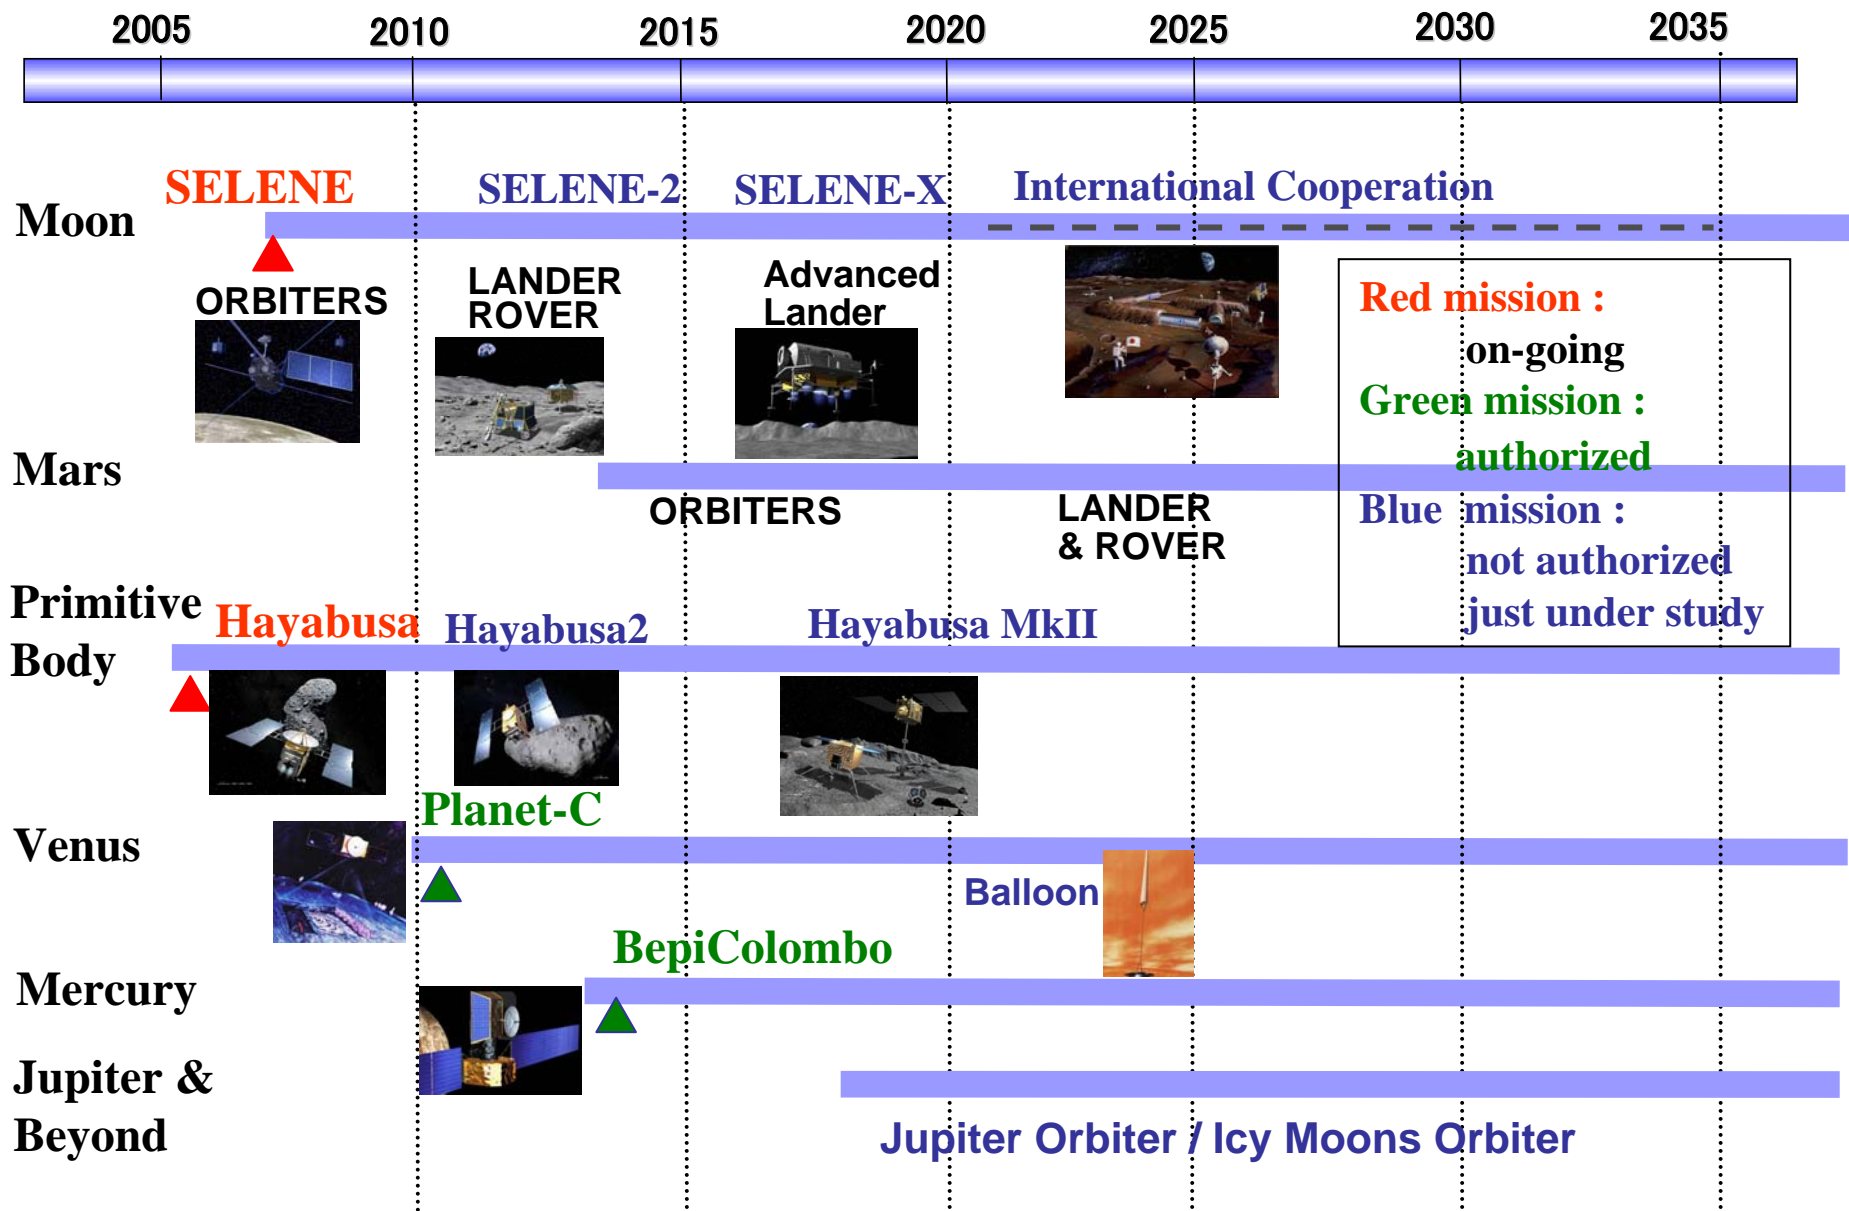 2005 2010 2015 2020 2025 2030 2035
SELENE SELENE-2 SELENE-X International Cooperation
Moon
ORBITERS
LANDER
ROVER
Advanced
Lander
Red mission :
on-going
Green mission :
authorized
Blue mission :
not authorized
just under study
Mars
ORBITERS
LANDER
& ROVER
Primitive
Body
Hayabusa Hayabusa2 Hayabusa MkII
Planet-C
Venus
Balloon
BepiColombo
Mercury
Jupiter &
Beyond
Jupiter Orbiter / Icy Moons Orbiter